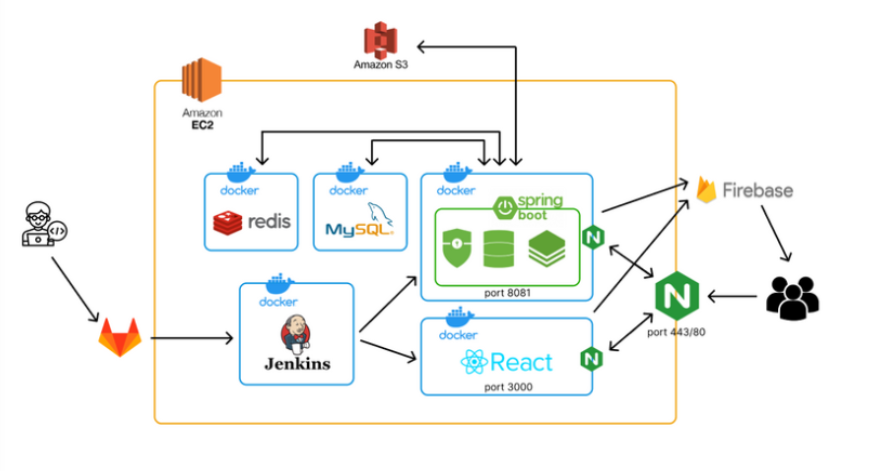 Amazon S3
Amazon
EC2
docker
redis
docker
MySQL
docker
spring
boot
port 8081
Firebase
docker
Jenkins
docker
React
port 3000
N
N
N
port 443/80